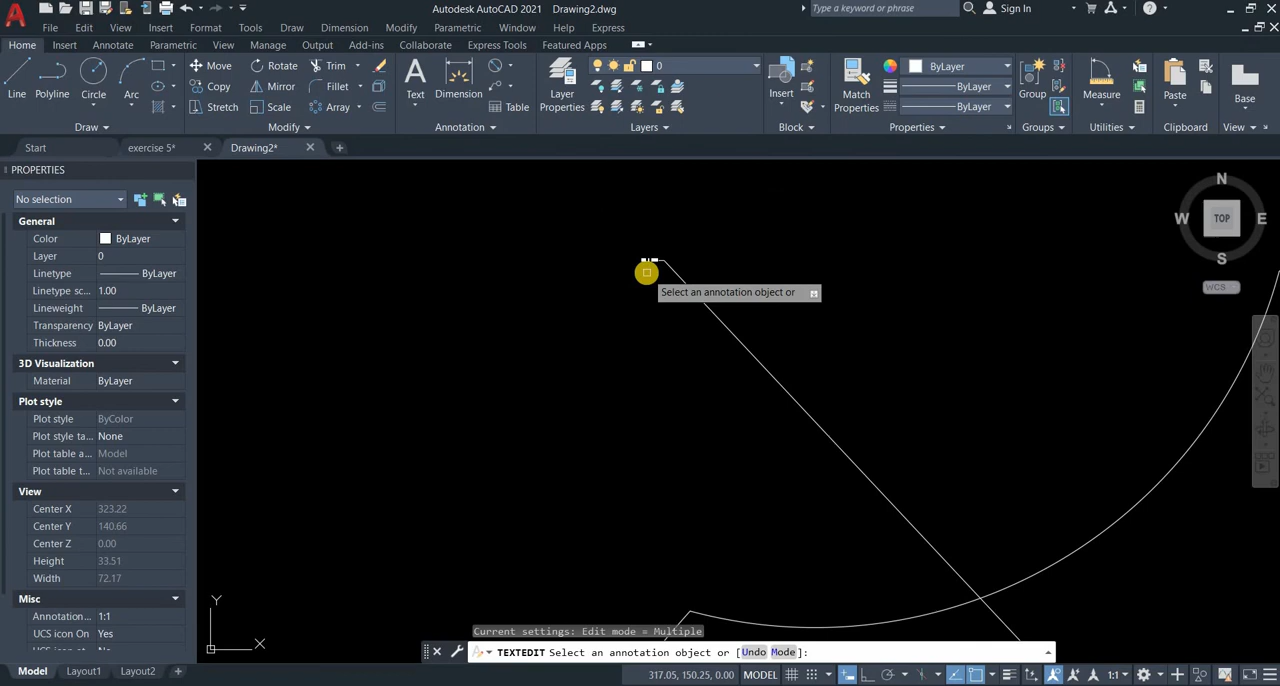 Autodesk AutoCAD 2021 Drawing2.dwg
Type a keyword or phrase
Sign In
File Edit View Insert Format Tools Draw Dimension Modify Parametric Window Help Express
Home Insert Annotate Parametric View Manage Output Add-ins Collaborate Express Tools Featured Apps
Line Polyline Circle Arc
Move Rotate Trim
Copy Mirror Fillet
Stretch Scale Array
Text Dimension Table
Layer Properties
0
Insert
Match Properties
ByLayer
ByLayer
ByLayer
Group
Measure
Paste
Base
Draw Modify Annotation Layers Block Properties Groups Utilities Clipboard View
Start exercise 5* Drawing2*
PROPERTIES
No selection
General
Color ByLayer
Layer 0
Linetype ByLayer
Linetype sc... 1.00
Lineweight ByLayer
Transparency ByLayer
Thickness 0.00
3D Visualization
Material ByLayer
Plot style
Plot style ByColor
Plot style ta... None
Plot table a... Model
Plot table t... Not available
View
Center X 323.22
Center Y 140.66
Center Z 0.00
Height 33.51
Width 72.17
Misc
Annotation... 1:1
UCS icon On Yes
N
W TOP E
S
WCS
Select an annotation object or
Y
X
Current settings: Edit mode = Multiple
TEXTEDIT Select an annotation object or [Undo Mode]:
Model Layout1 Layout2 +
317.05, 150.25, 0.00 MODEL
1:1